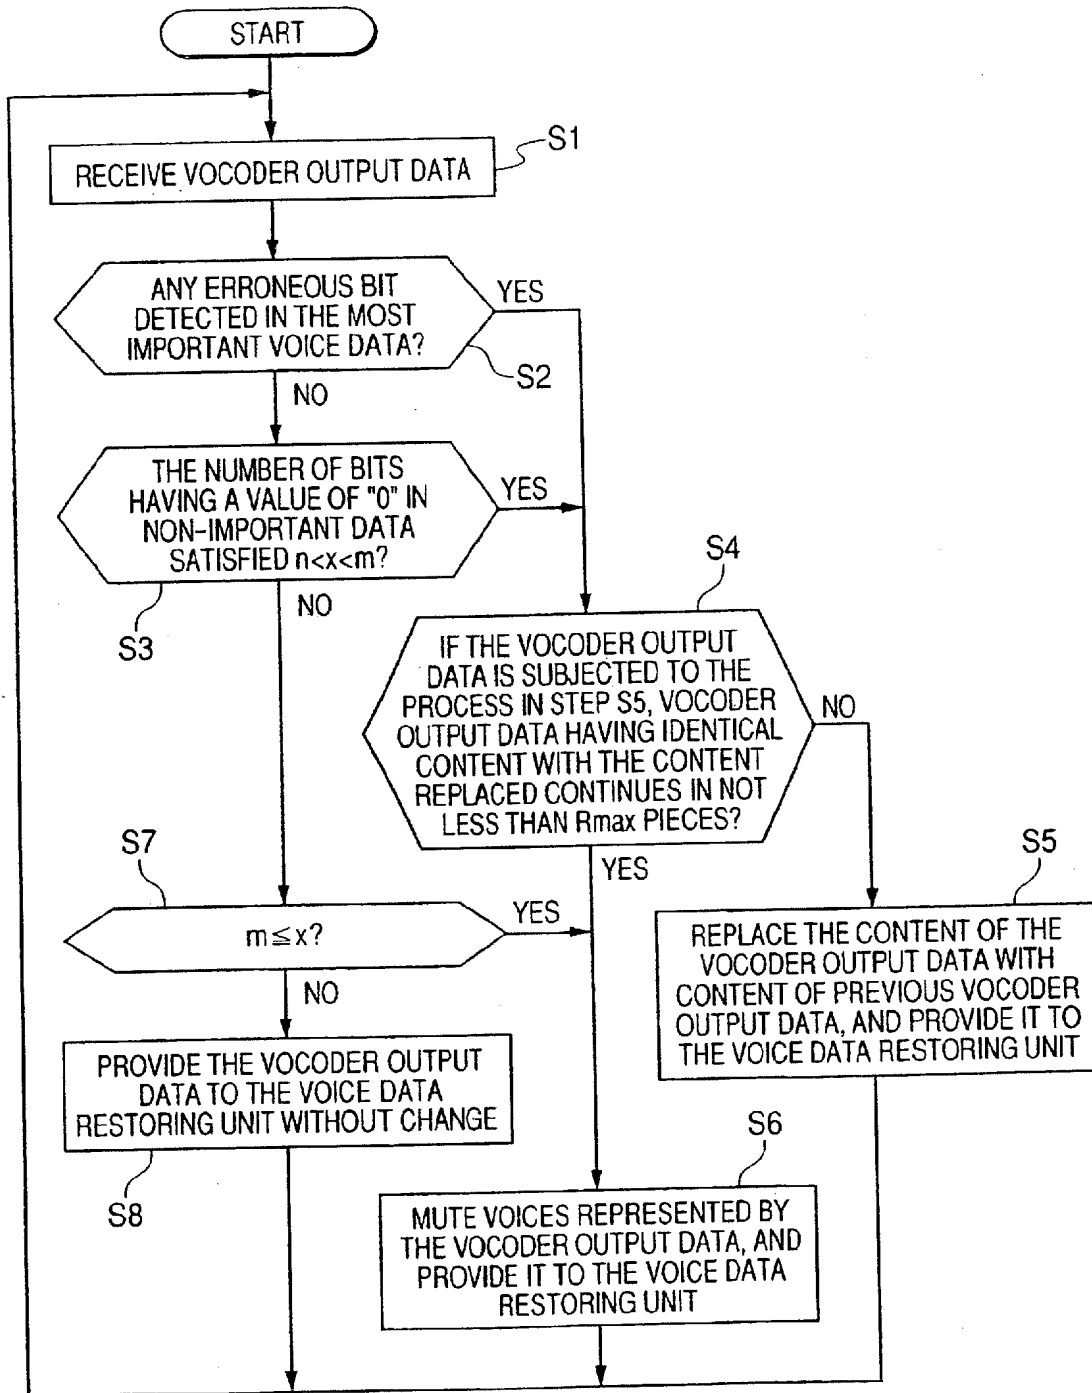 START
S1
RECEIVE VOCODER OUTPUT DATA
ANY ERRONEOUS BIT
DETECTED IN THE MOST
IMPORTANT VOICE DATA?
YES
S2
NO
THE NUMBER OF BITS
HAVING A VALUE OF "0" IN
NON-IMPORTANT DATA
SATISFIED n<x<m?
YES
S3
NO
S4
IF THE VOCODER OUTPUT
DATA IS SUBJECTED TO THE
PROCESS IN STEP S5, VOCODER
OUTPUT DATA HAVING IDENTICAL
CONTENT WITH THE CONTENT
REPLACED CONTINUES IN NOT
LESS THAN Rmax PIECES?
NO
YES
S7
m≦x?
YES
NO
S5
REPLACE THE CONTENT OF THE
VOCODER OUTPUT DATA WITH
CONTENT OF PREVIOUS VOCODER
OUTPUT DATA, AND PROVIDE IT TO
THE VOICE DATA RESTORING UNIT
PROVIDE THE VOCODER OUTPUT
DATA TO THE VOICE DATA
RESTORING UNIT WITHOUT CHANGE
S8
S6
MUTE VOICES REPRESENTED BY
THE VOCODER OUTPUT DATA, AND
PROVIDE IT TO THE VOICE DATA
RESTORING UNIT